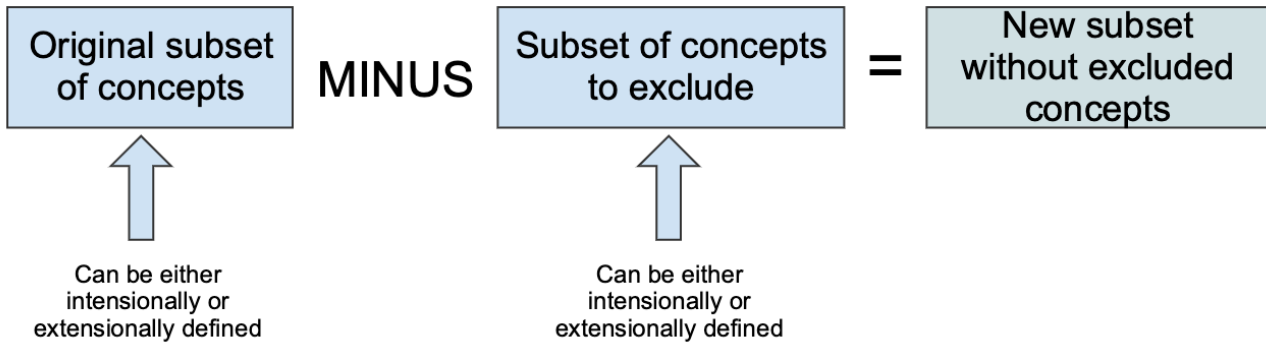 Original subset
of concepts
MINUS
Subset of concepts
to exclude
=
New subset
without excluded
concepts
Can be either
intensionally or
extensionally defined
Can be either
intensionally or
extensionally defined